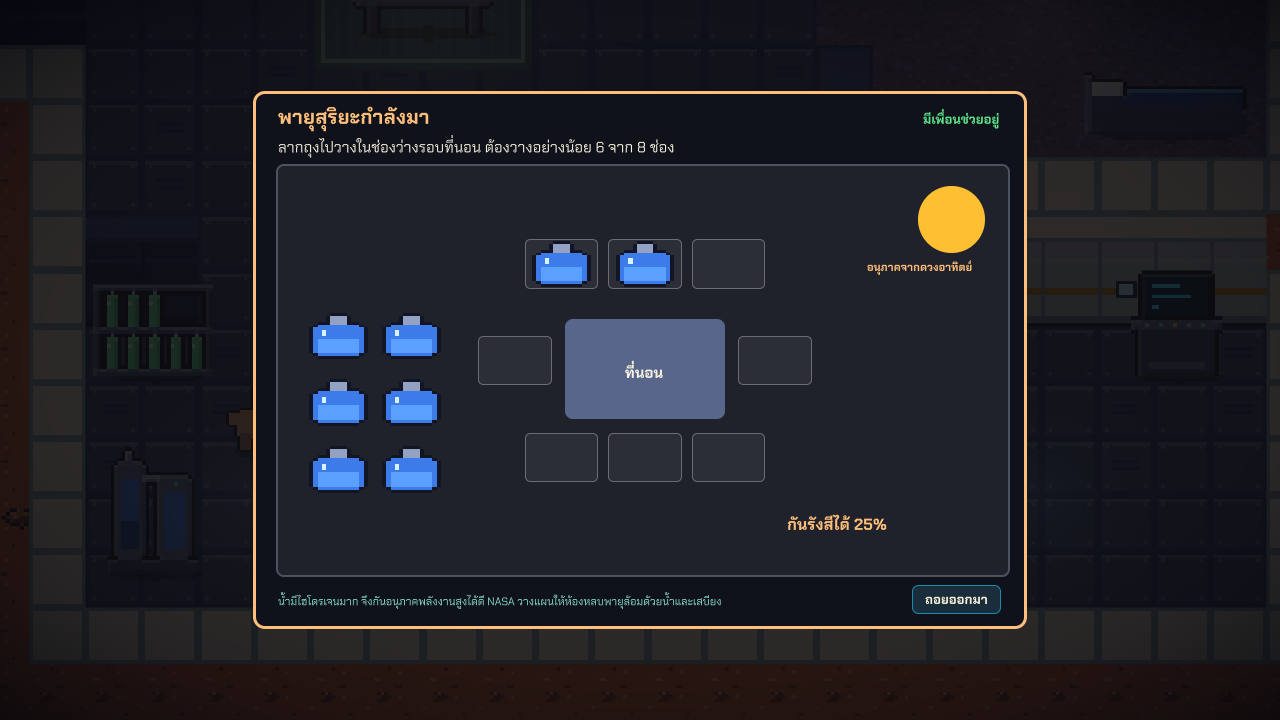 พายุสุริยะกำลังมา
มีเพื่อนช่วยอยู่
ลากถุงไปวางในช่องว่างรอบที่นอน ต้องวางอย่างน้อย 6 จาก 8 ช่อง
อนุภาคจากดวงอาทิตย์
ที่นอน
กันรังสีได้ 25%
น้ำมีไฮโดรเจนมาก จึงกันอนุภาคพลังงานสูงได้ดี NASA วางแผนให้ห้องหลบพายุล้อมด้วยน้ำและเสบียง
ถอยออกมา